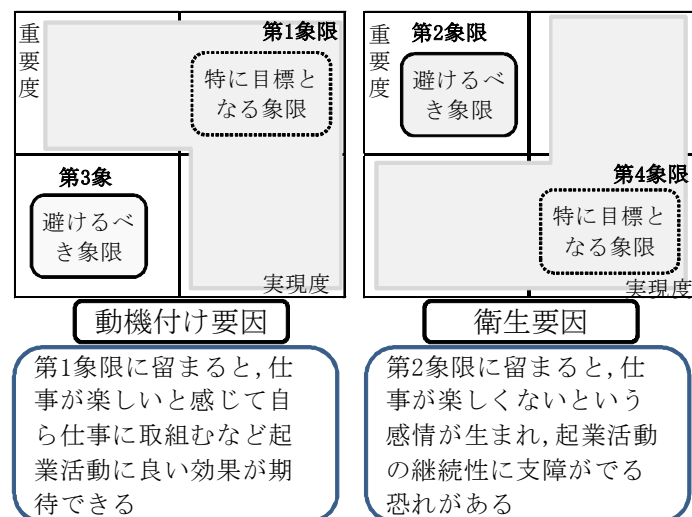 重要度
第1象限
特に目標と
なる象限
第3象
避けるべ
き象限
実現度
動機付け要因
第1象限に留まると,仕
事が楽しいと感じて自
ら仕事に取組むなど起
業活動に良い効果が期
待できる
重要度
第2象限
避けるべ
き象限
第4象限
特に目標と
なる象限
実現度
衛生要因
第2象限に留まると,仕
事が楽しくないという
感情が生まれ,起業活動
の継続性に支障がでる
恐れがある